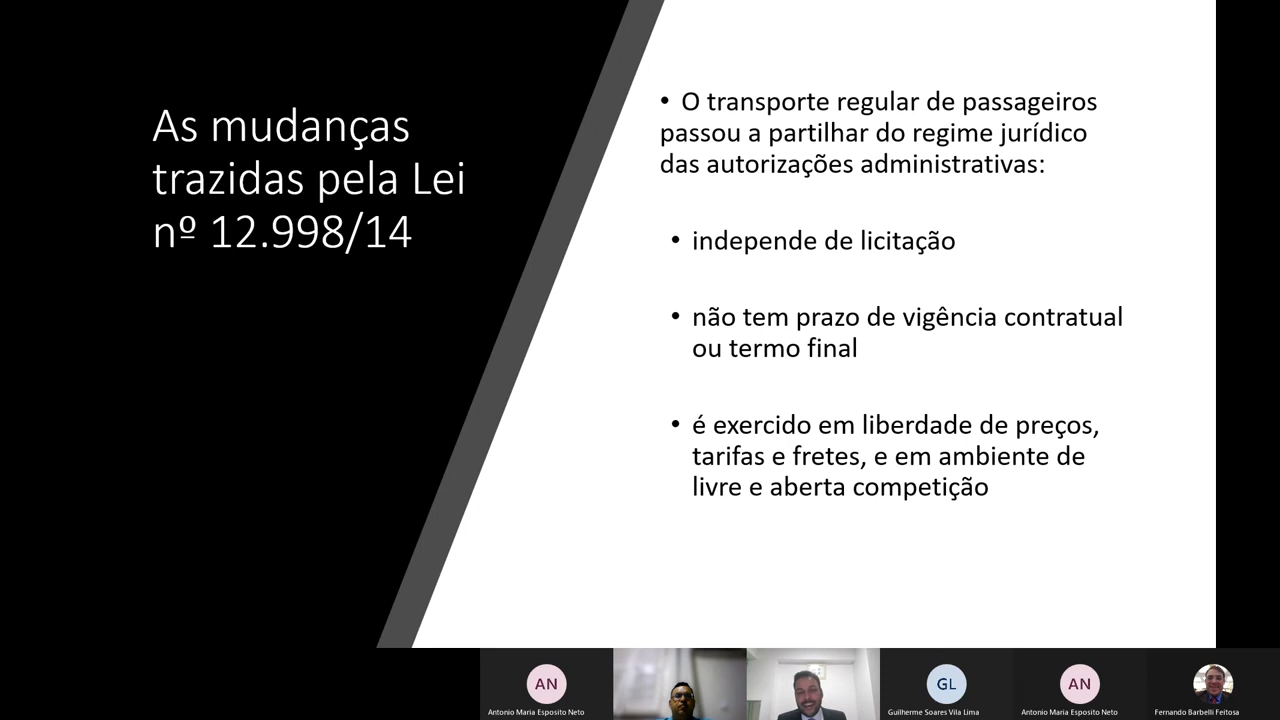 As mudanças
trazidas pela Lei
nº 12.998/14
• O transporte regular de passageiros
passou a partilhar do regime jurídico
das autorizações administrativas:
• independe de licitação
• não tem prazo de vigência contratual
ou termo final
• é exercido em liberdade de preços,
tarifas e fretes, e em ambiente de
livre e aberta competição
AN
Antonio Maria Esposito Neto
GL
Guilherme Soares Vila Lima
AN
Antonio Maria Esposito Neto
Fernando Barbelli Feitosa